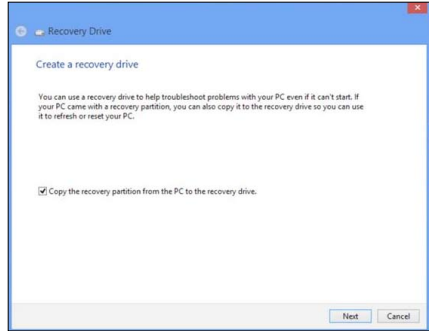 Recovery Drive
Create a recovery drive
You can use a recovery drive to help troubleshoot problems with your PC even if it can't start. If
your PC came with a recovery partition, you can also copy it to the recovery drive so you can use
it to refresh or reset your PC.
Copy the recovery partition from the PC to the recovery drive.
Next Cancel